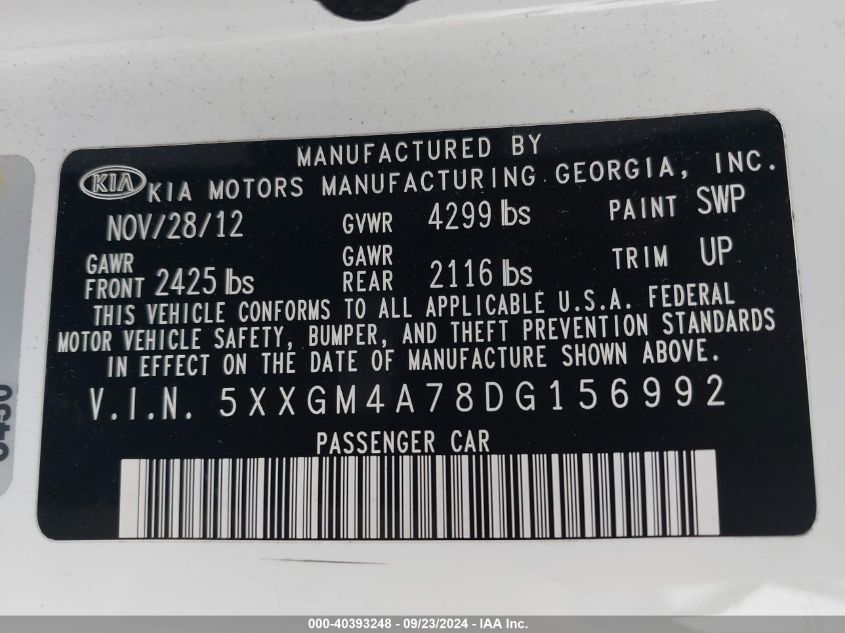 MANUFACTURED BY
KIA KIA MOTORS MANUFACTURING GEORGIA, INC.
NOV/28/12 GVWR 4299 lbs PAINT SWP
GAWR FRONT 2425 lbs GAWR REAR 2116 lbs TRIM UP
THIS VEHICLE CONFORMS TO ALL APPLICABLE U.S.A. FEDERAL
MOTOR VEHICLE SAFETY, BUMPER, AND THEFT PREVENTION STANDARDS
IN EFFECT ON THE DATE OF MANUFACTURE SHOWN ABOVE.
V.I.N. 5XXGM4A78DG156992
PASSENGER CAR
000-40393248 - 09/23/2024 - IAA Inc.